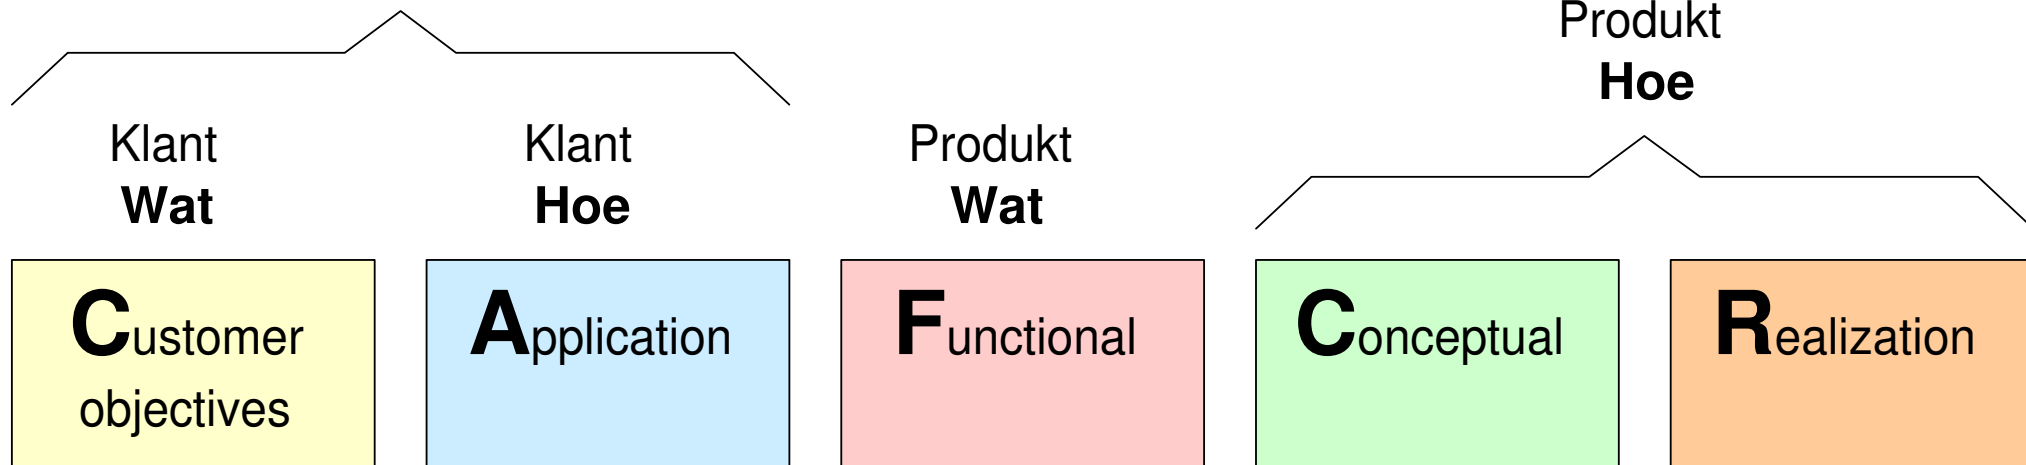 Produkt
Hoe
Klant
Wat
Klant
Hoe
Produkt
Wat
Customer
objectives
Application
Functional
Conceptual
Realization